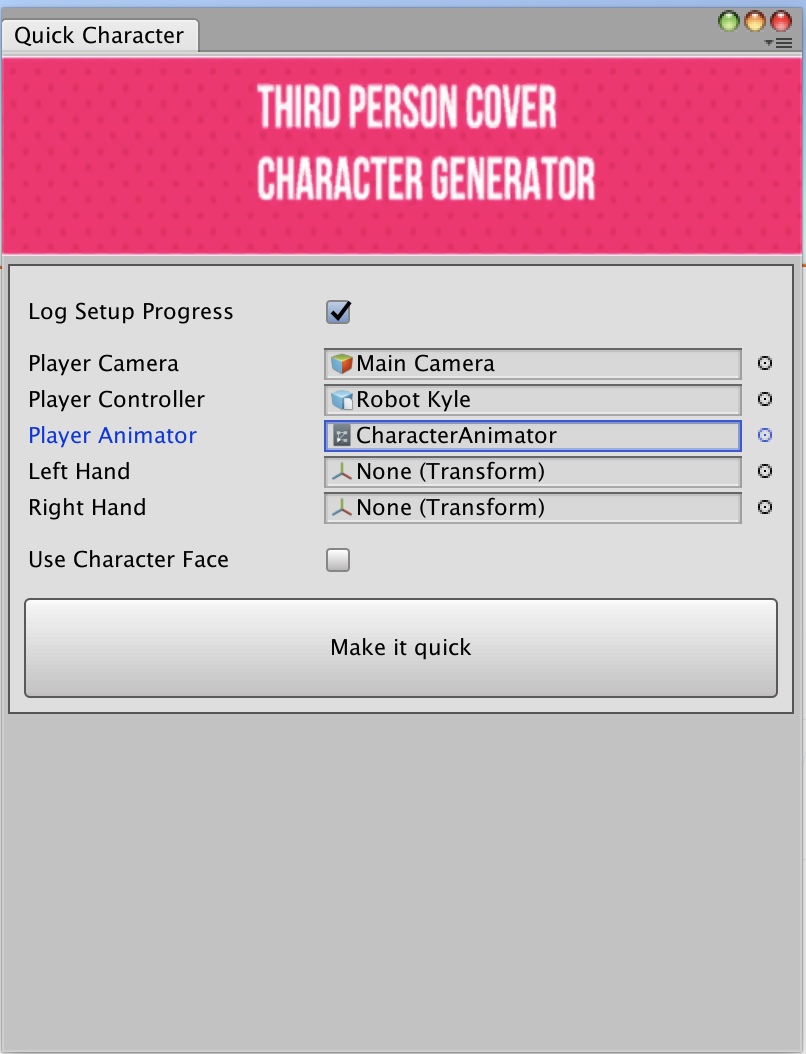 Quick Character
THIRD PERSON COVER
CHARACTER GENERATOR
Log Setup Progress
Player Camera Main Camera
Player Controller Robot Kyle
Player Animator CharacterAnimator
Left Hand None (Transform)
Right Hand None (Transform)
Use Character Face
Make it quick